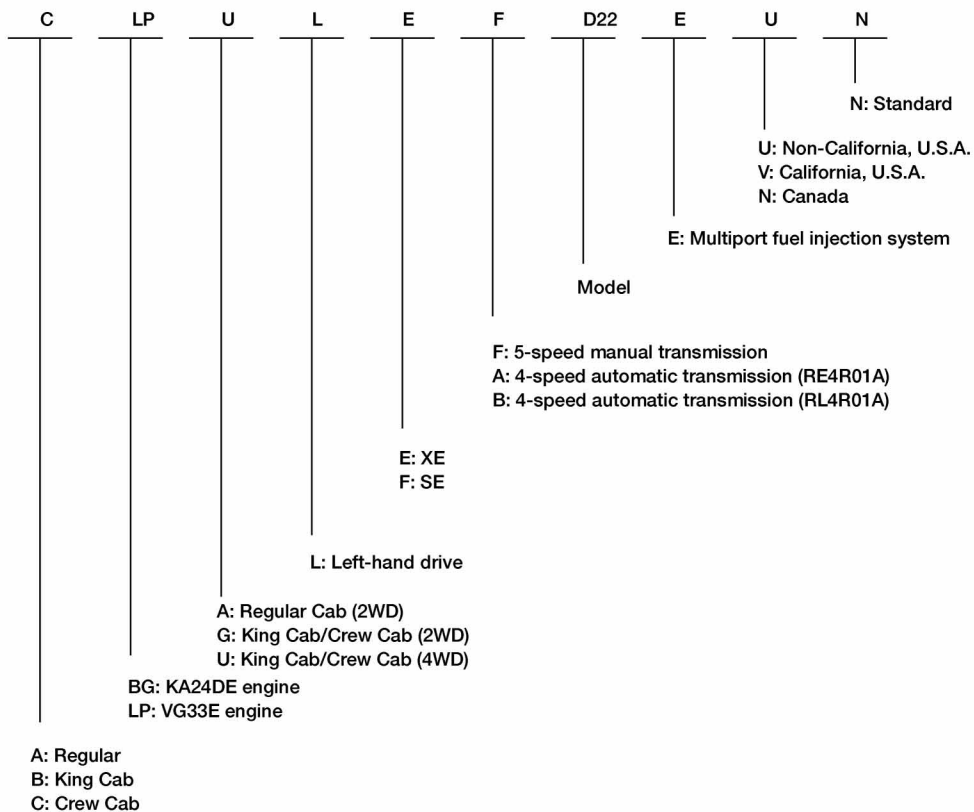 C LP U L E F D22 E U N
N: Standard
U: Non-California, U.S.A.
V: California, U.S.A.
N: Canada
E: Multiport fuel injection system
Model
F: 5-speed manual transmission
A: 4-speed automatic transmission (RE4R01A)
B: 4-speed automatic transmission (RL4R01A)
E: XE
F: SE
L: Left-hand drive
A: Regular Cab (2WD)
G: King Cab/Crew Cab (2WD)
U: King Cab/Crew Cab (4WD)
BG: KA24DE engine
LP: VG33E engine
A: Regular
B: King Cab
C: Crew Cab